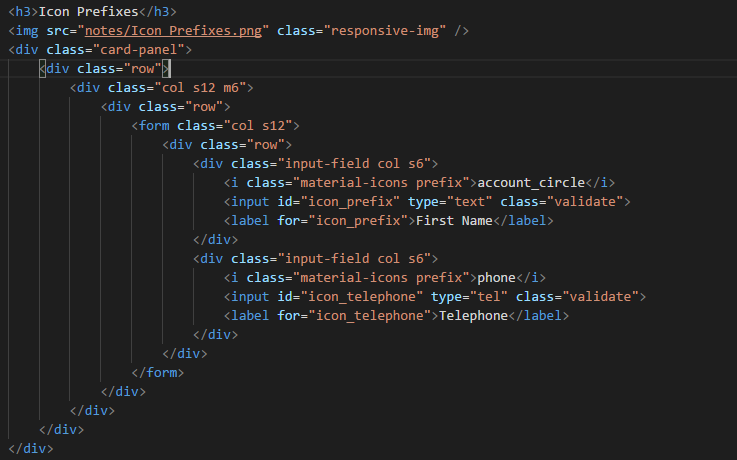 <h3>Icon Prefixes</h3>
<img src="notes/Icon Prefixes.png" class="responsive-img" />
<div class="card-panel">
    <div class="row">
        <div class="col s12 m6">
            <div class="row">
                <form class="col s12">
                    <div class="row">
                        <div class="input-field col s6">
                            <i class="material-icons prefix">account_circle</i>
                            <input id="icon_prefix" type="text" class="validate">
                            <label for="icon_prefix">First Name</label>
                        </div>
                        <div class="input-field col s6">
                            <i class="material-icons prefix">phone</i>
                            <input id="icon_telephone" type="tel" class="validate">
                            <label for="icon_telephone">Telephone</label>
                        </div>
                    </div>
                </form>
            </div>
        </div>
    </div>
</div>